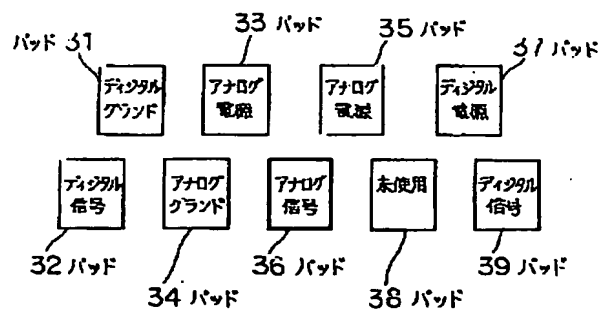 33 パッド
35 パッド
パッド 31
37 パッド
ディジタル
グランド
アナログ
電源
アナログ
電源
ディジタル
電源
ディジタル
信号
アナログ
グランド
アナログ
信号
未使用
ディジタル
信号
32 パッド
36 パッド
39 パッド
34 パッド
38 パッド